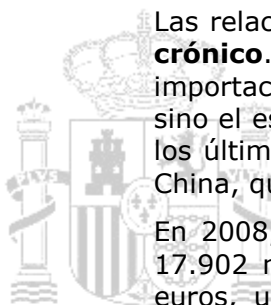 Las relac
crónico.
importac
sino el es
los últim
China, qu
En 2008,
17.902 m
euros, u